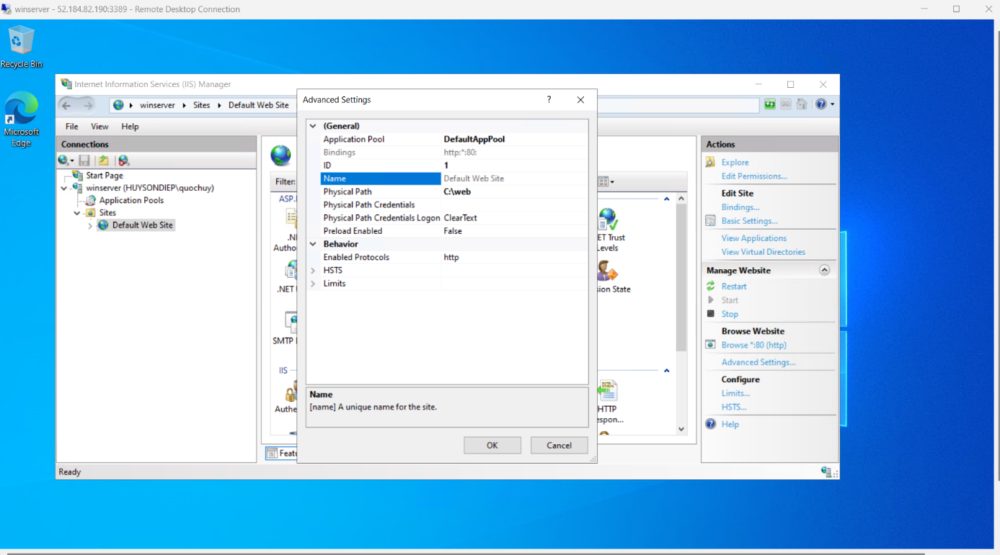 winserver - 52.184.82.190:3389 - Remote Desktop Connection
Recycle Bin
Microsoft
Edge
Internet Information Services (IIS) Manager
winserver
Sites
Default Web Site
File
View
Help
Connections
Start Page
winserver (HUYSONDIEP\quochuy)
Application Pools
Sites
Default Web Site
Filter:
IIS
Advanced Settings
?
(General)
Application Pool DefaultAppPool
Bindings http:*:80:
ID 1
Name Default Web Site
Physical Path C:\web
Physical Path Credentials
Physical Path Credentials Logon ClearText
Preload Enabled False
Behavior
Enabled Protocols http
HSTS
Limits
Name
[name] A unique name for the site.
OK
Cancel
ET Trust
Levels
ion State
HTTP
espon...
Actions
Explore
Edit Permissions...
Edit Site
Bindings...
Basic Settings...
View Applications
View Virtual Directories
Manage Website
Restart
Start
Stop
Browse Website
Browse *:80 (http)
Advanced Settings...
Configure
Limits...
HSTS...
Help
Ready